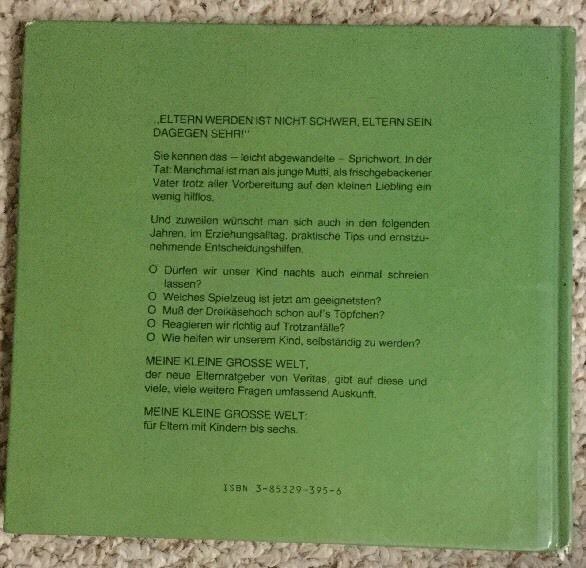 „ELTERN WERDEN IST NICHT SCHWER, ELTERN SEIN
DAGEGEN SEHR!"
Sie kennen das – leicht abgewandelte – Sprichwort. In der
Tat: Manchmal ist man als junge Mutti, als frischgebackener
Vater trotz aller Vorbereitung auf den kleinen Liebling ein
wenig hilflos.
Und zuweilen wünscht man sich auch in den folgenden
Jahren, im Erziehungsalltag, praktische Tips und ernstzu-
nehmende Entscheidungshilfen.
O Dürfen wir unser Kind nachts auch einmal schreien
lassen?
O Welches Spielzeug ist jetzt am geeignetsten?
O Muß der Dreikäsehoch schon auf's Töpfchen?
O Reagieren wir richtig auf Trotzanfälle?
O Wie helfen wir unserem Kind, selbständig zu werden?
MEINE KLEINE GROSSE WELT,
der neue Elternratgeber von Veritas, gibt auf diese und
viele, viele weitere Fragen umfassend Auskunft.
MEINE KLEINE GROSSE WELT:
für Eltern mit Kindern bis sechs.
ISBN 3-85329-395-6